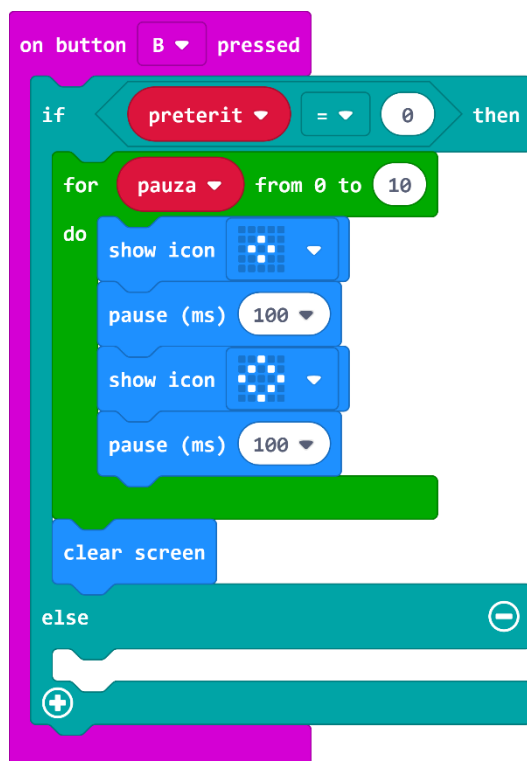 on button B pressed
if preterit = 0 then
for pauza from 0 to 10
do
show icon
pause (ms) 100
show icon
pause (ms) 100
clear screen
else